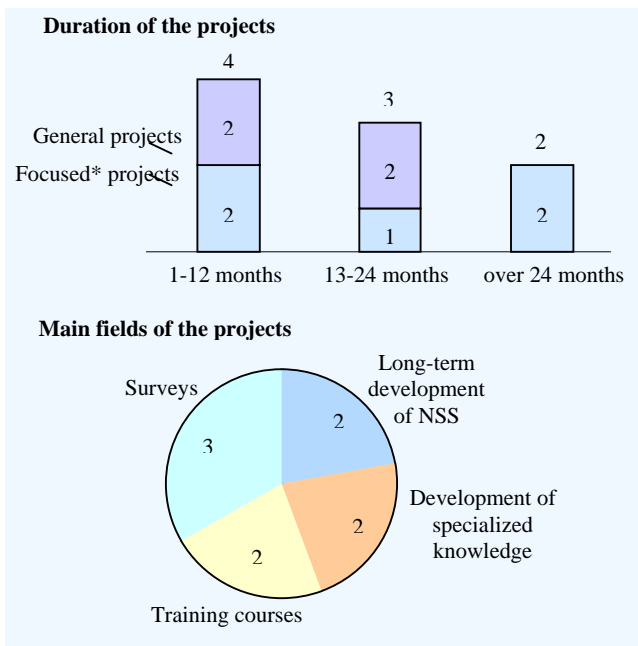 Duration of the projects
4
3
2
General projects
2
Focused* projects
2
2
2
1
1-12 months
13-24 months
over 24 months
Main fields of the projects
Long-term
development
of NSS
Surveys
2
3
Development of
specialized
knowledge
2
2
Training courses